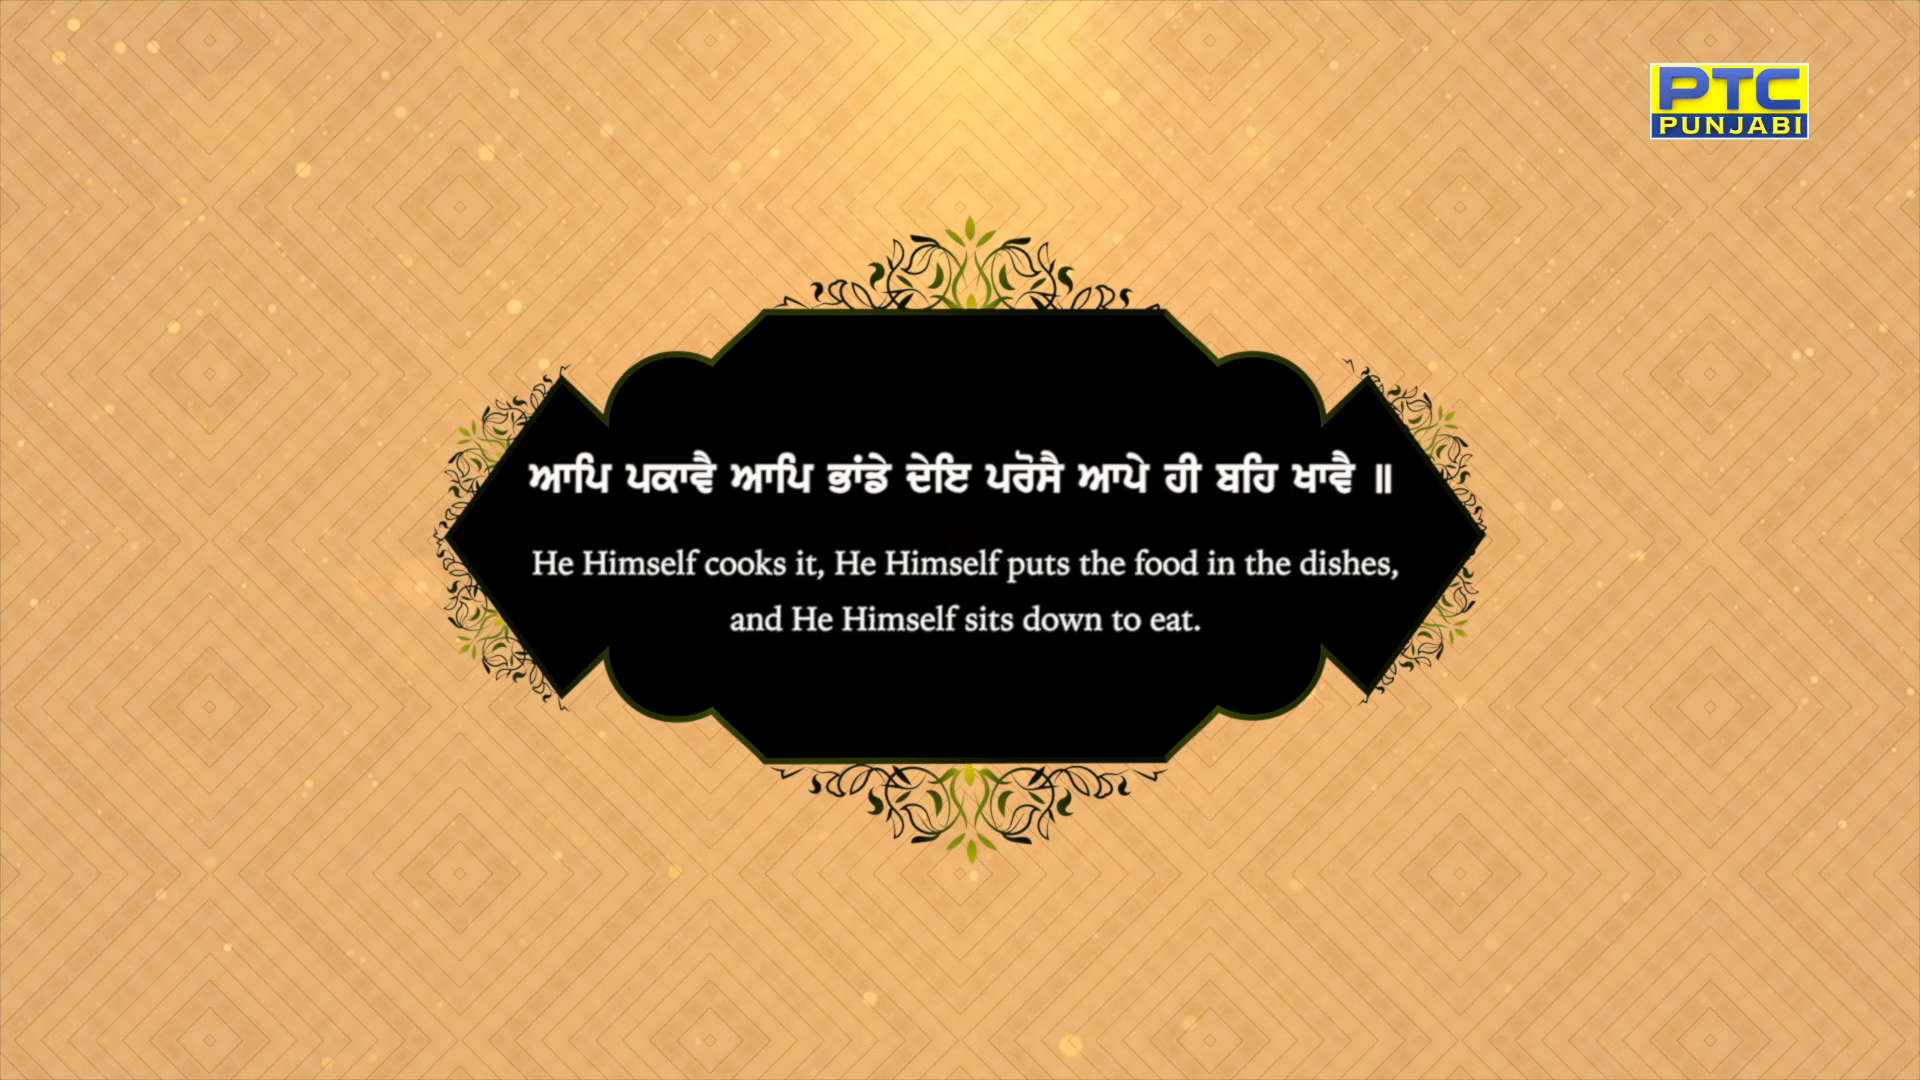 PTC
PUNJABI
ਆਪਿ ਪਕਾਵੈ ਆਪਿ ਭਾਂਡੇ ਦੇਇ ਪਰੋਸੈ ਆਪੇ ਹੀ ਬਹਿ ਖਾਵੈ ॥
He Himself cooks it, He Himself puts the food in the dishes,
and He Himself sits down to eat.